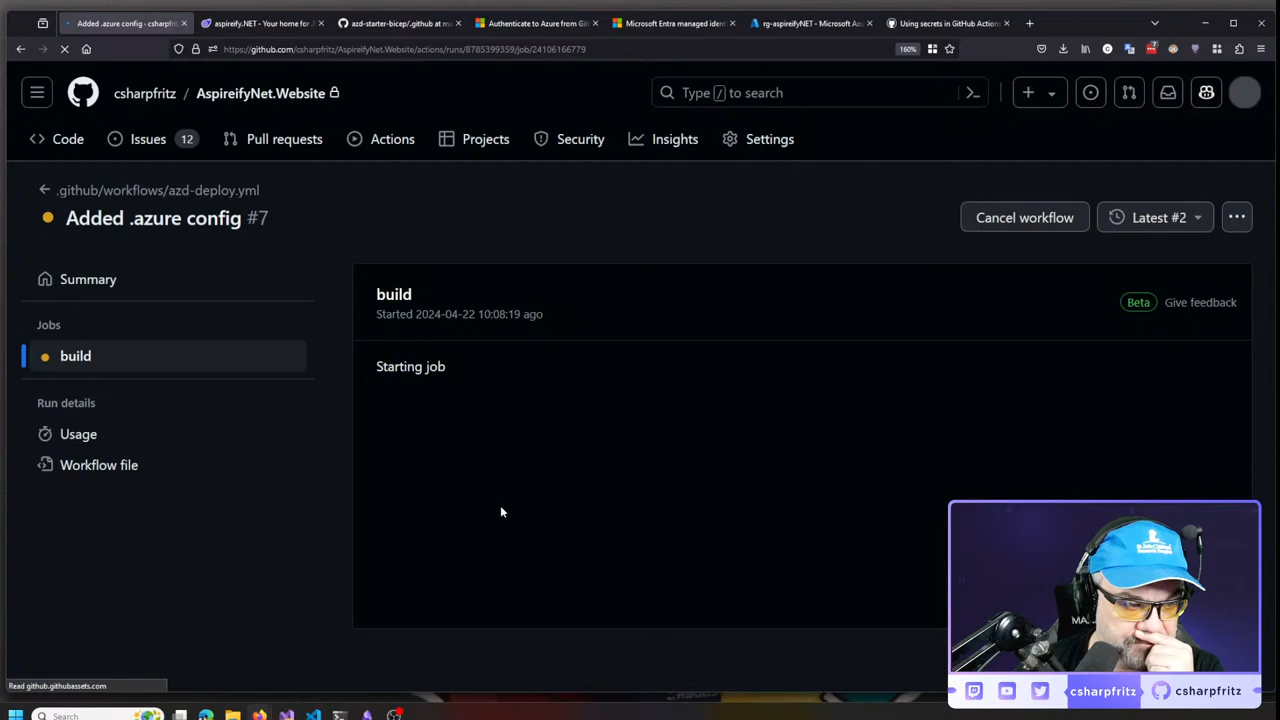 Added .azure config - csharpfritz
aspireify.NET - Your home for .
azd-starter-bicep/.github at m
Authenticate to Azure from Git
Microsoft Entra managed ident
rg-aspireifyNET - Microsoft Az
Using secrets in GitHub Action
https://github.com/csharpfritz/AspireifyNet.Website/actions/runs/8785399359/job/24106166779
160%
csharpfritz / AspireifyNet.Website
Type / to search
Code
Issues 12
Pull requests
Actions
Projects
Security
Insights
Settings
.github/workflows/azd-deploy.yml
Added .azure config #7
Cancel workflow
Latest #2
Summary
Jobs
build
Run details
Usage
Workflow file
build
Started 2024-04-22 10:08:19 ago
Beta Give feedback
Starting job
csharpfritz
csharpfritz
Read github.githubassets.com
Search